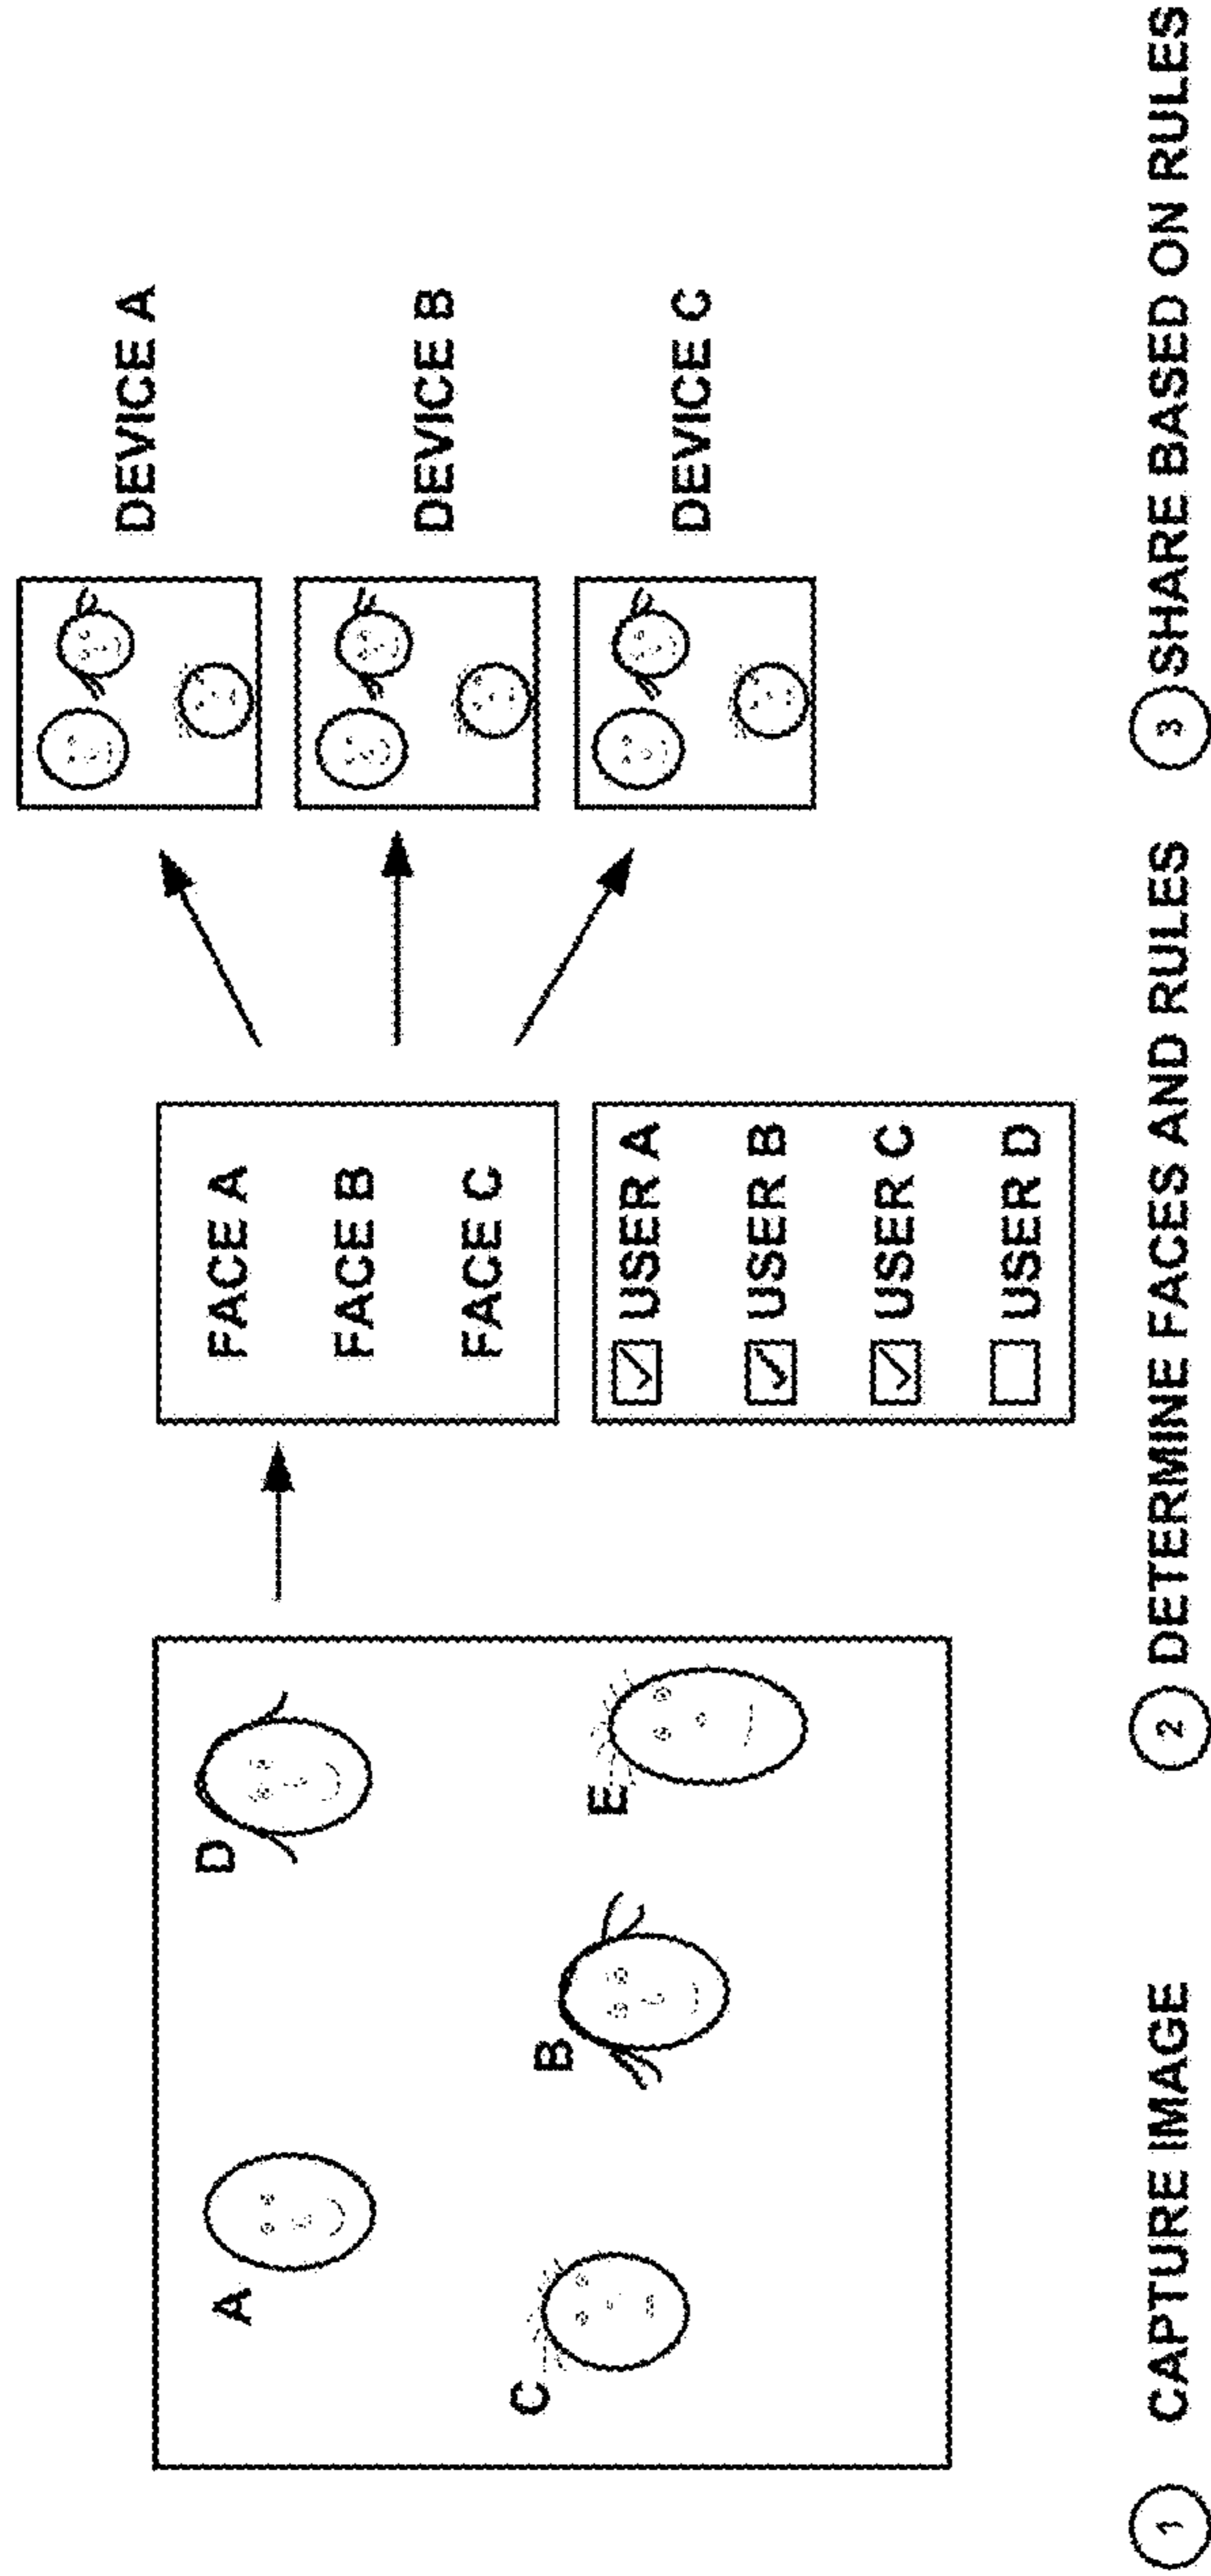 A
D
C
B
E
FACE A
FACE B
FACE C
USER A
USER B
USER C
USER D
DEVICE A
DEVICE B
DEVICE C
1 CAPTURE IMAGE
2 DETERMINE FACES AND RULES
3 SHARE BASED ON RULES